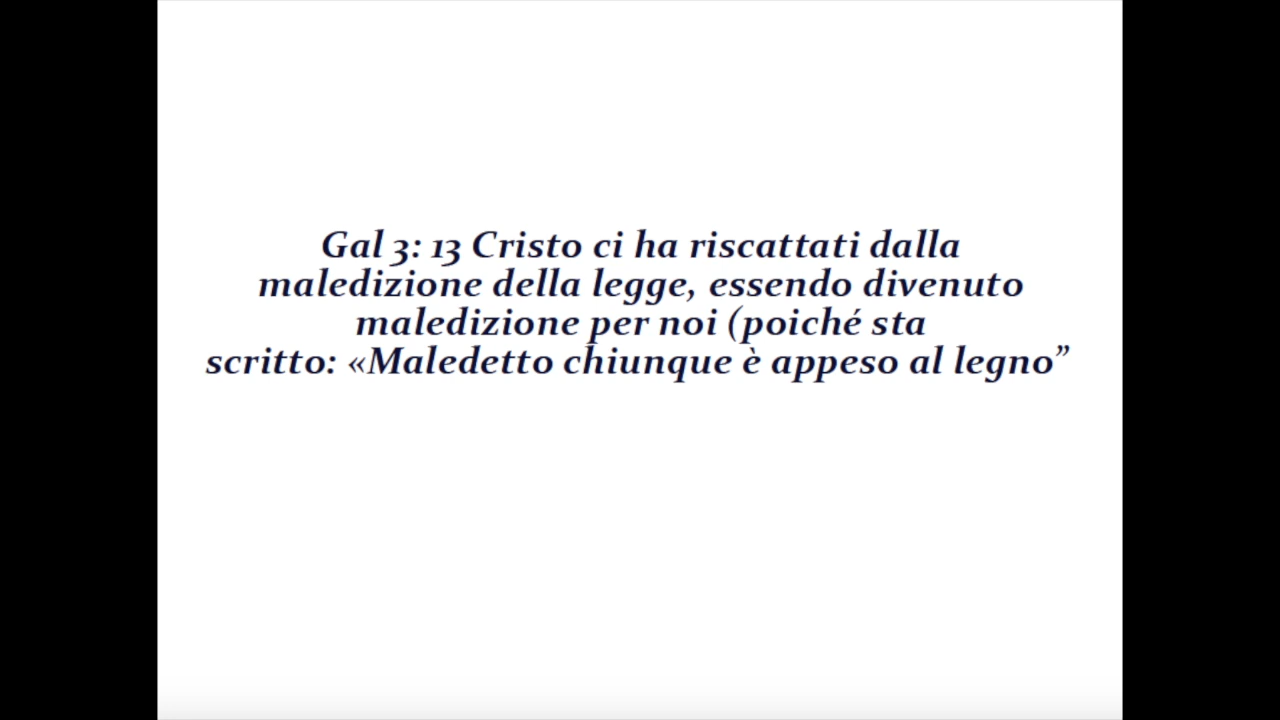 Gal 3: 13 Cristo ci ha riscattati dalla
maledizione della legge, essendo divenuto
maledizione per noi (poiché sta
scritto: «Maledetto chiunque è appeso al legno”